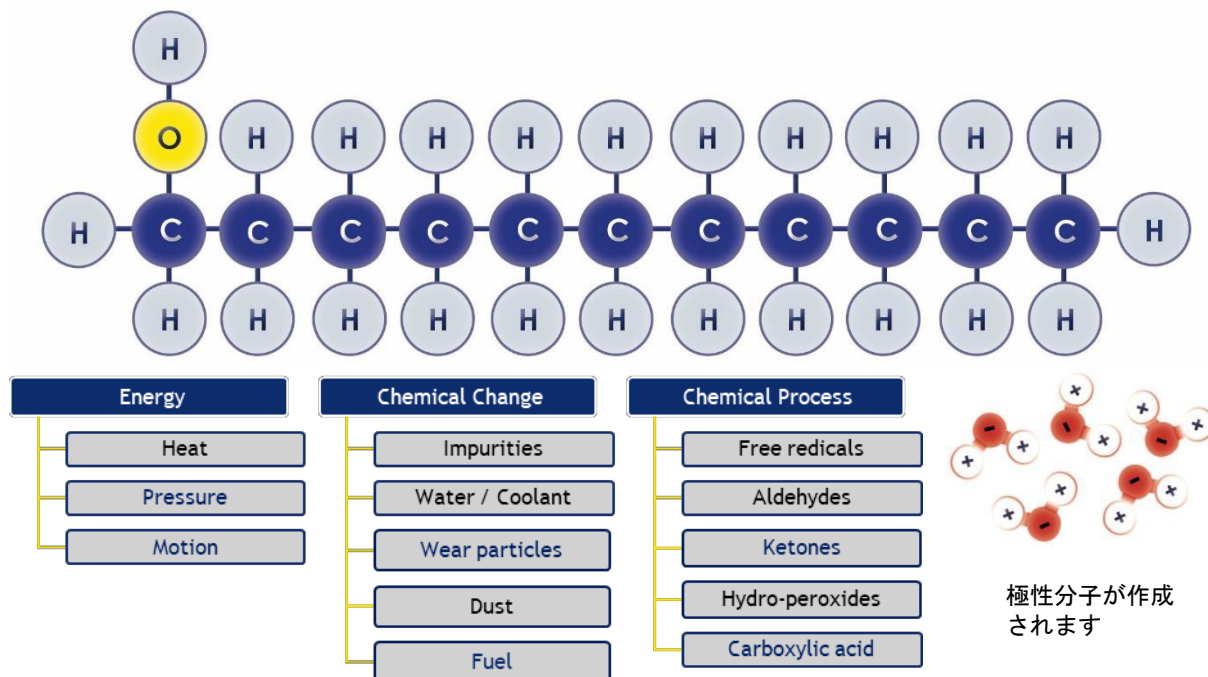 H
O H H H H H H H H H H
H C C C C C C C C C C C H
H H H H H H H H H H H
Energy
Heat
Pressure
Motion
Chemical Change
Impurities
Water / Coolant
Wear particles
Dust
Fuel
Chemical Process
Free redicals
Aldehydes
Ketones
Hydro-peroxides
Carboxylic acid
+ - + + - + + - + + - + + - +
極性分子が作成
されます